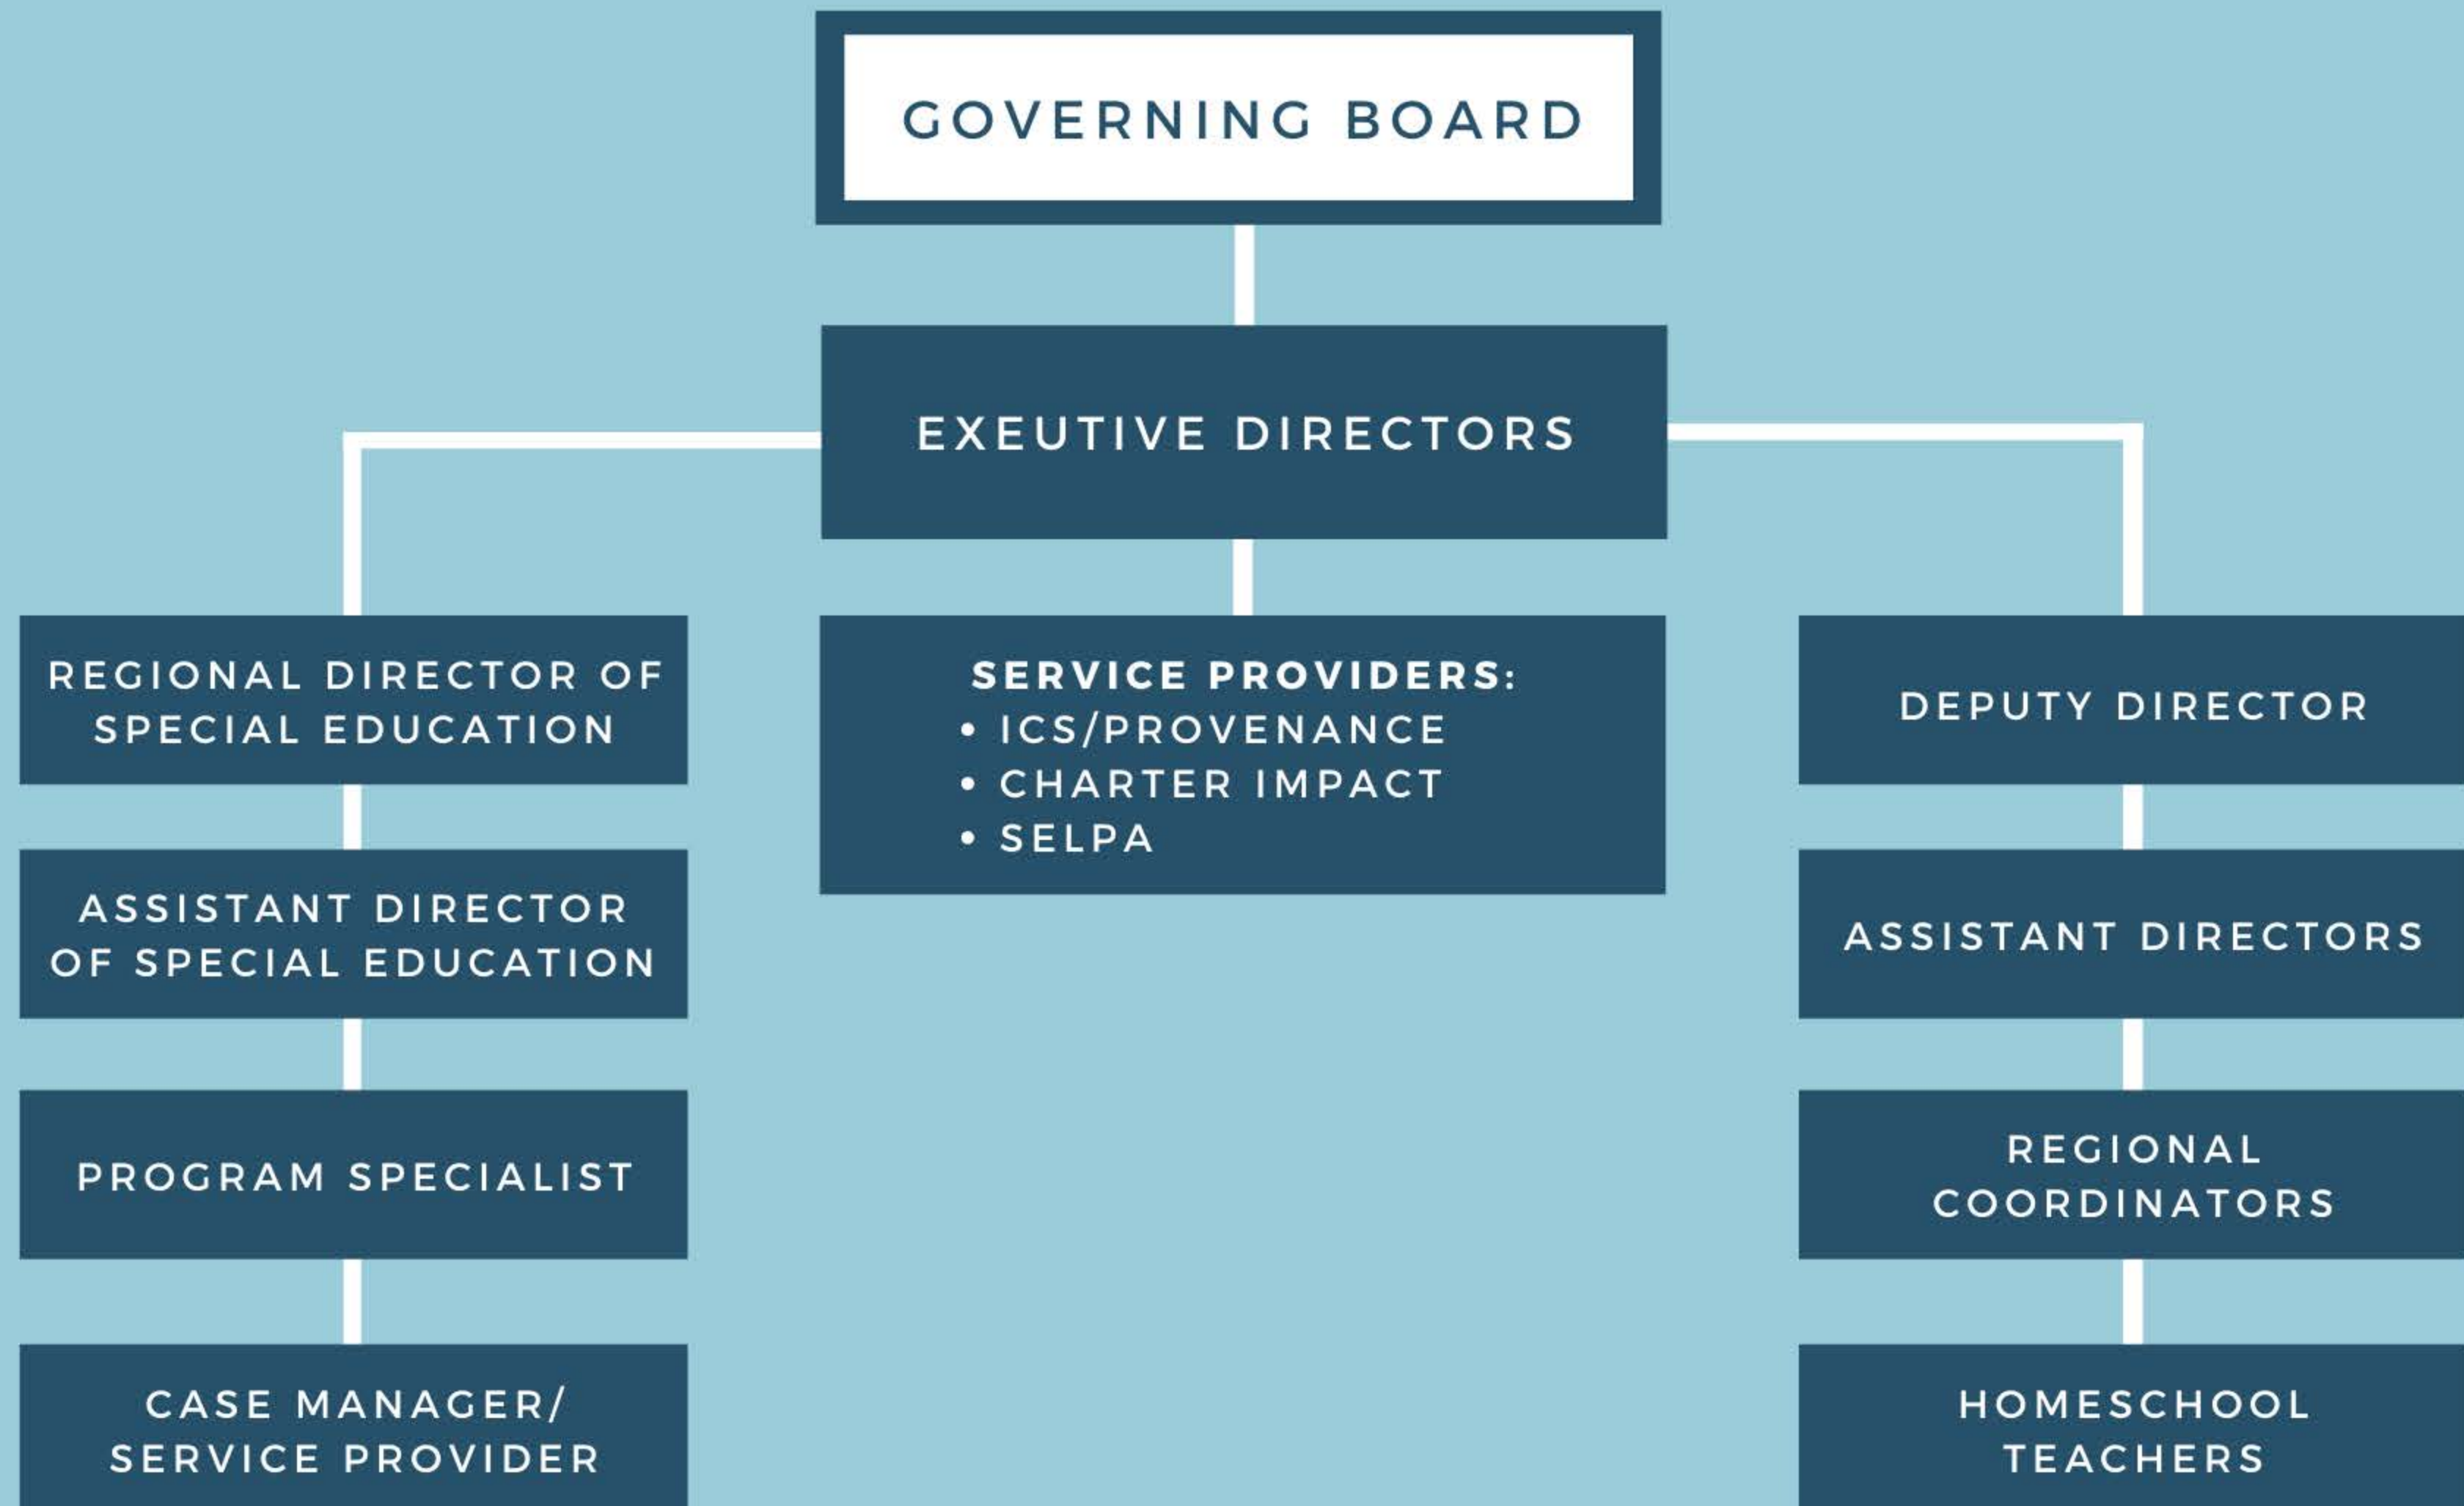 GOVERNING BOARD
EXEUTIVE DIRECTORS
REGIONAL DIRECTOR OF
SPECIAL EDUCATION
ASSISTANT DIRECTOR
OF SPECIAL EDUCATION
PROGRAM SPECIALIST
CASE MANAGER/
SERVICE PROVIDER
SERVICE PROVIDERS:
• ICS/PROVENANCE
• CHARTER IMPACT
• SELPA
DEPUTY DIRECTOR
ASSISTANT DIRECTORS
REGIONAL
COORDINATORS
HOMESCHOOL
TEACHERS